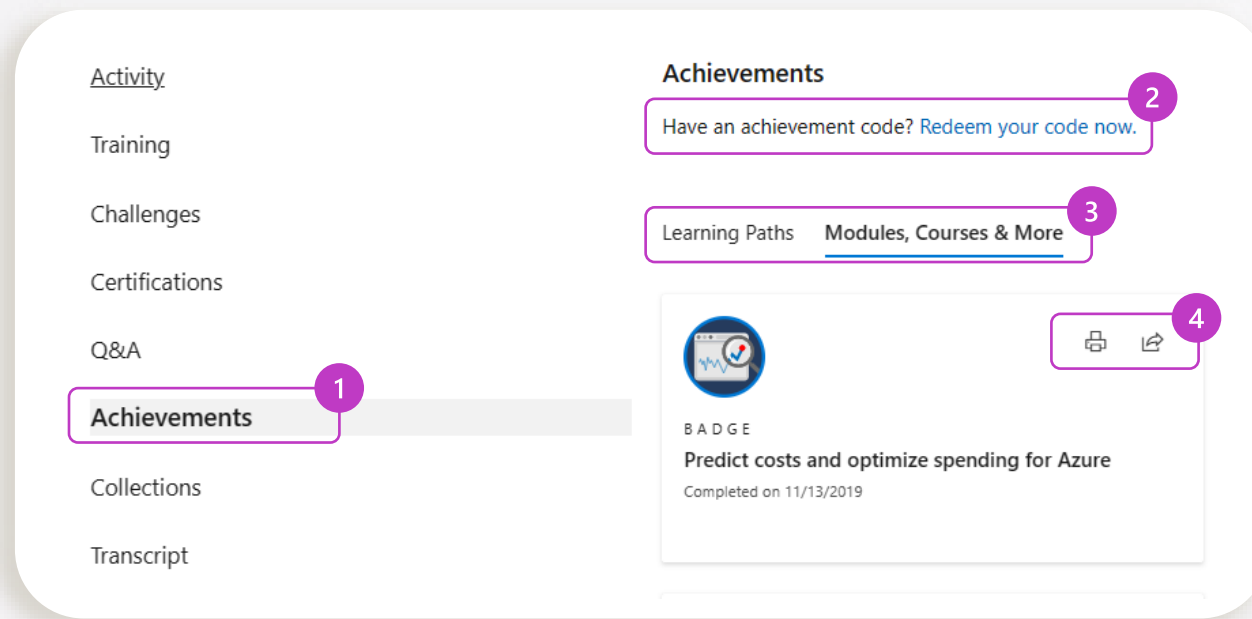 Activity
Training
Challenges
Certifications
Q&A
1
Achievements
Collections
Transcript
Achievements
2
Have an achievement code? Redeem your code now.
3
Learning Paths Modules, Courses & More
4
BADGE
Predict costs and optimize spending for Azure
Completed on 11/13/2019